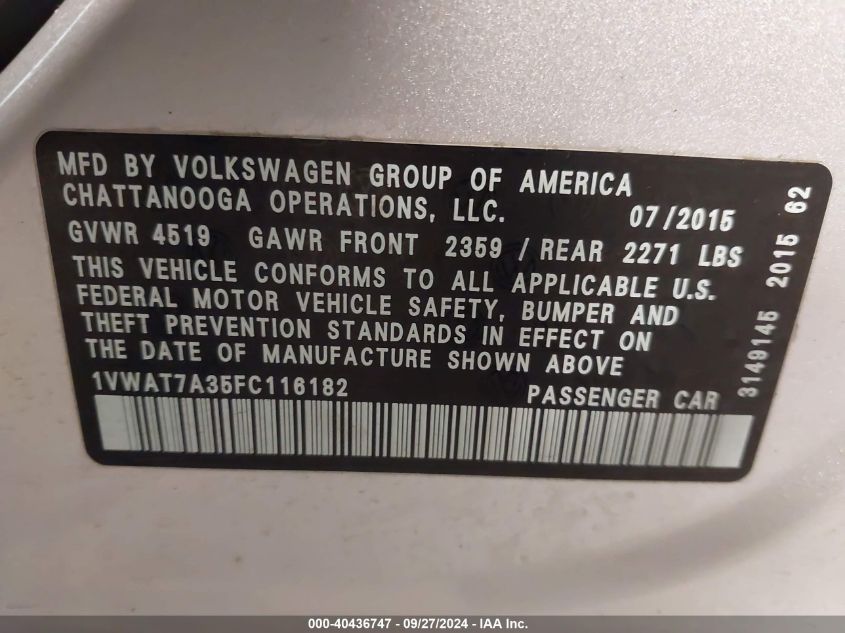 MFD BY VOLKSWAGEN GROUP OF AMERICA
CHATTANOOGA OPERATIONS, LLC. 07/2015
GVWR 4519 GAWR FRONT 2359 / REAR 2271 LBS
THIS VEHICLE CONFORMS TO ALL APPLICABLE U.S.
FEDERAL MOTOR VEHICLE SAFETY, BUMPER AND
THEFT PREVENTION STANDARDS IN EFFECT ON
THE DATE OF MANUFACTURE SHOWN ABOVE
1VWAT7A35FC116182 PASSENGER CAR
3149145 2015 62
000-40436747 - 09/27/2024 - IAA Inc.